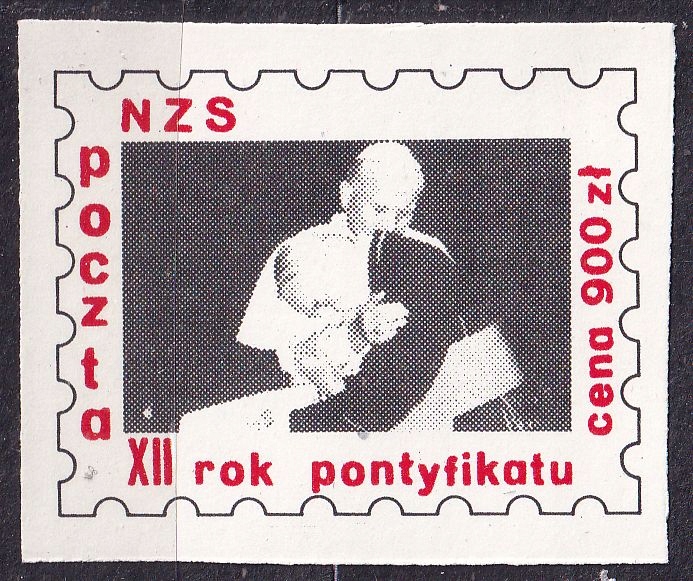 NZS
poczta
cena 900 zł
XII rok pontyfikatu